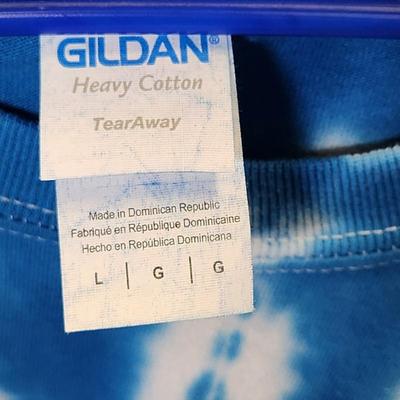 GILDAN®
Heavy Cotton
TearAway
Made in Dominican Republic
Fabriqué en République Dominicaine
Hecho en República Dominicana
L | G | G